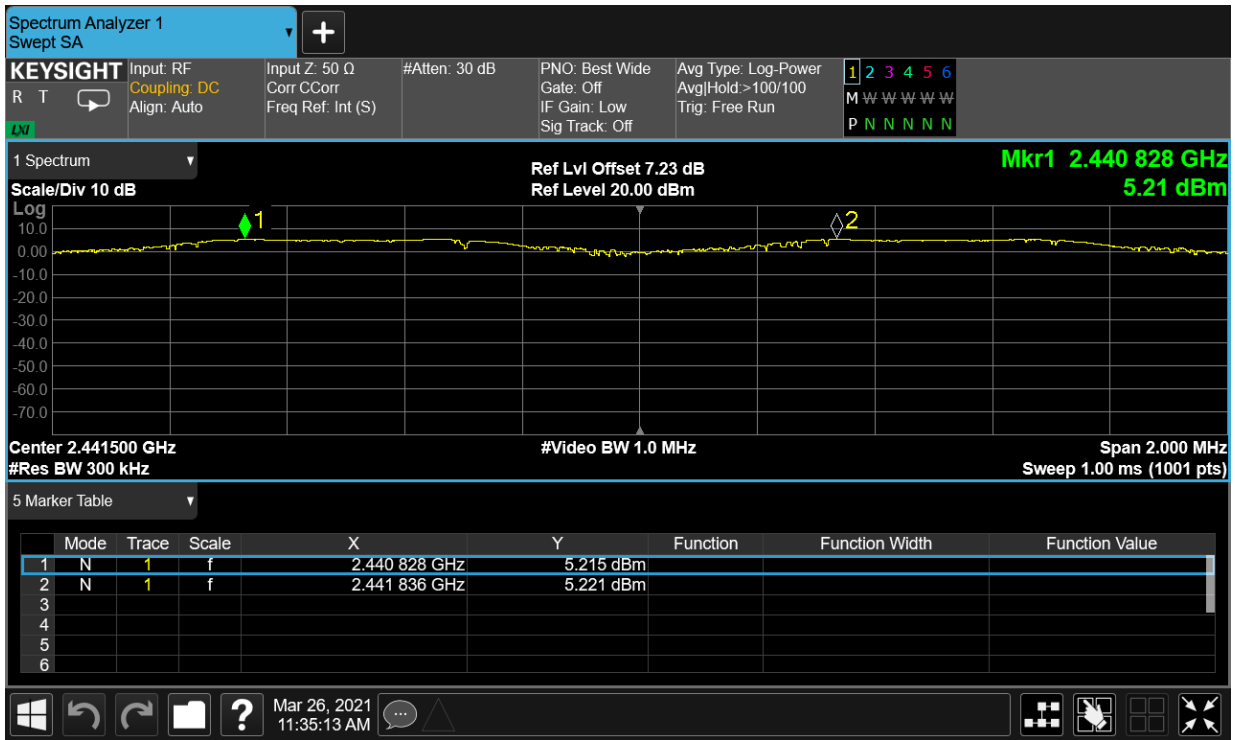 Spectrum Analyzer 1
Swept SA
KEYSIGHT
R T
LXI
Input: RF
Coupling: DC
Align: Auto
Input Z: 50 Ω
Corr CCorr
Freq Ref: Int (S)
#Atten: 30 dB
PNO: Best Wide
Gate: Off
IF Gain: Low
Sig Track: Off
Avg Type: Log-Power
Avg|Hold:>100/100
Trig: Free Run
1 2 3 4 5 6
M W W W W W
P N N N N N
1 Spectrum
Scale/Div 10 dB
Ref Lvl Offset 7.23 dB
Ref Level 20.00 dBm
Mkr1 2.440 828 GHz
5.21 dBm
Log
1
2
10.0
0.00
-10.0
-20.0
-30.0
-40.0
-50.0
-60.0
-70.0
Center 2.441500 GHz
#Video BW 1.0 MHz
Span 2.000 MHz
#Res BW 300 kHz
Sweep 1.00 ms (1001 pts)
5 Marker Table
Mode Trace Scale X Y Function Function Width Function Value
1 N 1 f 2.440 828 GHz 5.215 dBm
2 N 1 f 2.441 836 GHz 5.221 dBm
3
4
5
6
?
Mar 26, 2021
11:35:13 AM